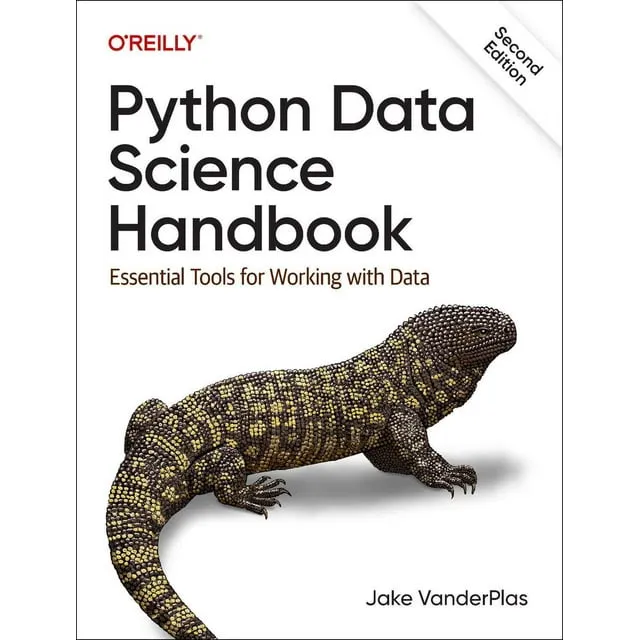 O'REILLY®
Second
Edition
Python Data
Science
Handbook
Essential Tools for Working with Data
Jake VanderPlas